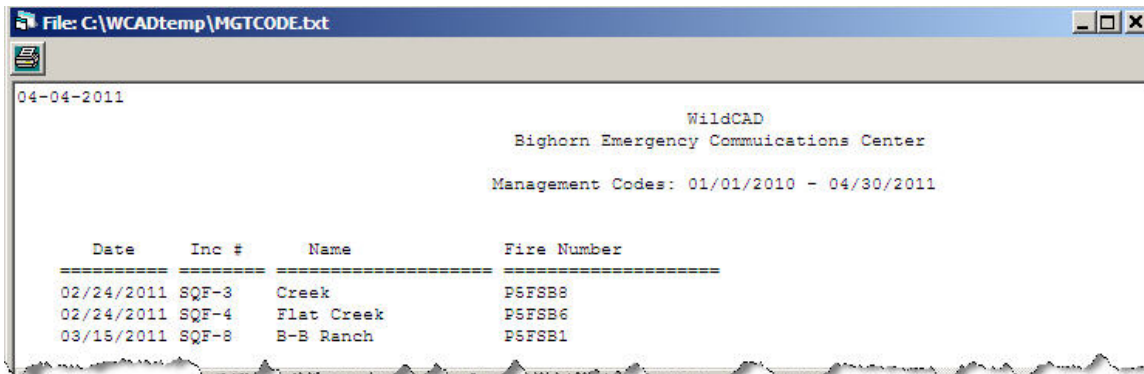 File: C:\WCADtemp\MGTCODE.txt
04-04-2011
WildCAD
Bighorn Emergency Commuications Center
Management Codes: 01/01/2010 - 04/30/2011
Date Inc # Name Fire Number
========== ======== ==================== ====================
02/24/2011 SQF-3 Creek P5FSB8
02/24/2011 SQF-4 Flat Creek P5FSB6
03/15/2011 SQF-8 B-B Ranch P5FSB1